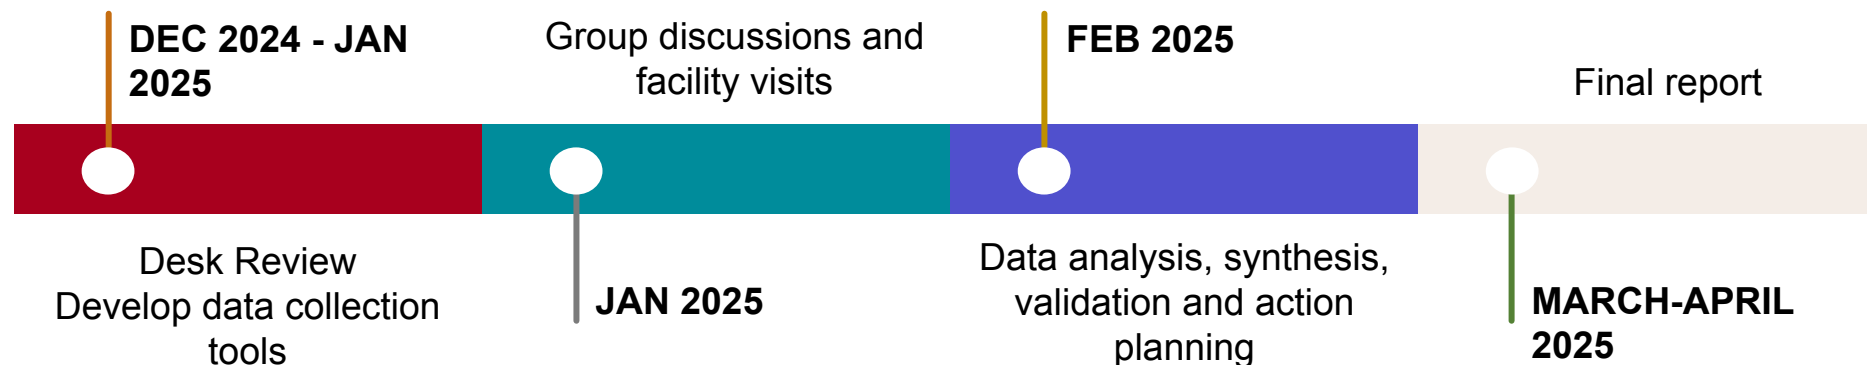 DEC 2024 - JAN
2025
Desk Review
Develop data collection
tools
Group discussions and
facility visits
JAN 2025
FEB 2025
Data analysis, synthesis,
validation and action
planning
Final report
MARCH-APRIL
2025